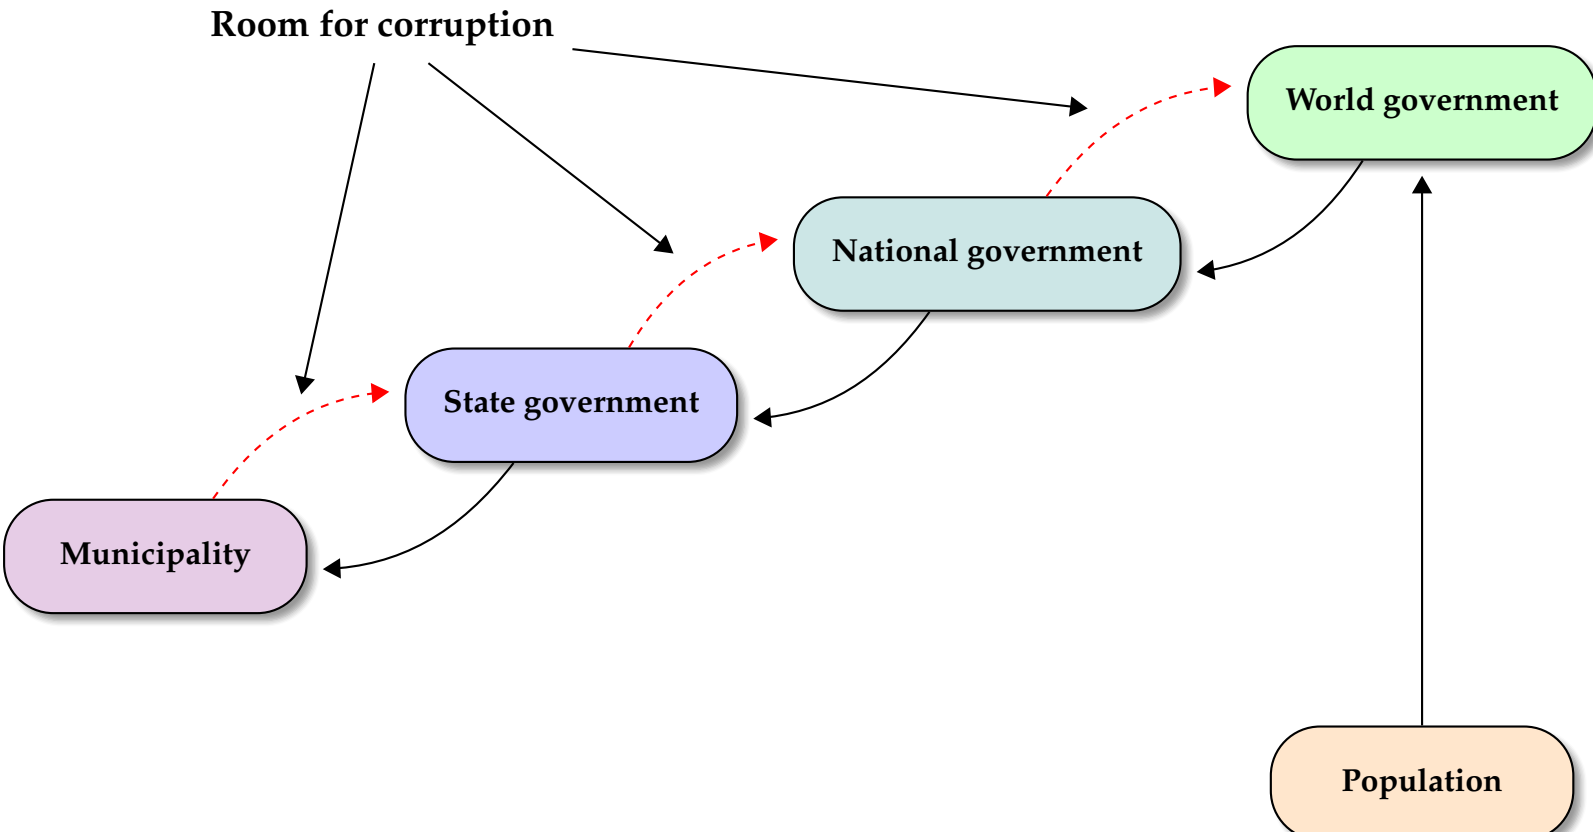 Room for corruption
World government
National government
State government
Municipality
Population